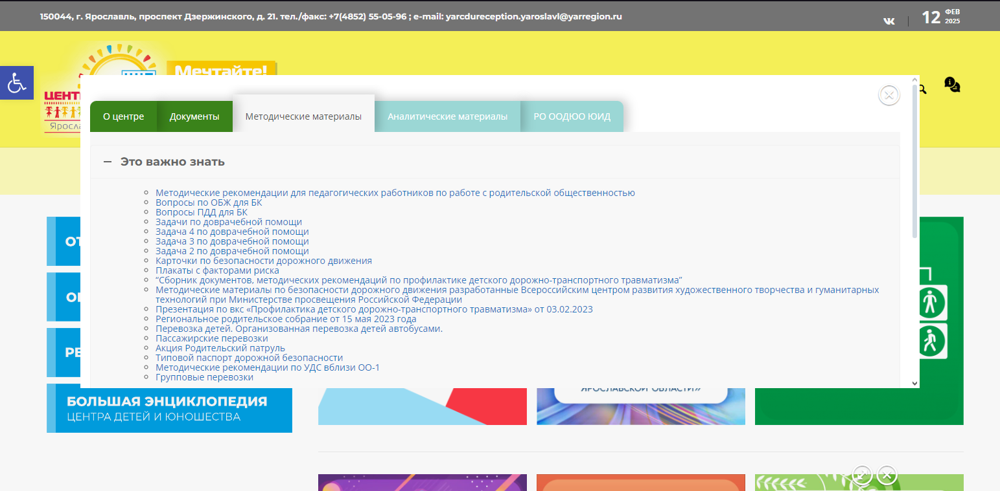 150044, г. Ярославль, проспект Дзержинского, д. 21. тел./факс: +7(4852) 55-05-96 ; e-mail: yarcdureception.yaroslavl@yarregion.ru
12 ФЕВ
2025
Мечтайте!
О центре
Документы
Методические материалы
Аналитические материалы
РО ООДЮО ЮИД
Это важно знать
Методические рекомендации для педагогических работников по работе с родительской общественностью
Вопросы по ОБЖ для БК
Вопросы ПДД для БК
Задачи по доврачебной помощи
Задача 4 по доврачебной помощи
Задача 3 по доврачебной помощи
Задача 2 по доврачебной помощи
Карточки по безопасности дорожного движения
Плакаты с факторами риска
“Сборник документов, методических рекомендаций по профилактике детского дорожно-транспортного травматизма”
Методические материалы по безопасности дорожного движения разработанные Всероссийским центром развития художественного творчества и гуманитарных
технологий при Министерстве просвещения Российской Федерации
Презентация по вкс «Профилактика детского дорожно-транспортного травматизма» от 03.02.2023
Региональное родительское собрание от 15 мая 2023 года
Перевозка детей. Организованная перевозка детей автобусами.
Пассажирские перевозки
Акция Родительский патруль
Типовой паспорт дорожной безопасности
Методические рекомендации по УДС вблизи ОО-1
Групповые перевозки
ЯРОСЛАВСКОЙ ОБЛАСТИ»
БОЛЬШАЯ ЭНЦИКЛОПЕДИЯ
ЦЕНТРА ДЕТЕЙ И ЮНОШЕСТВА